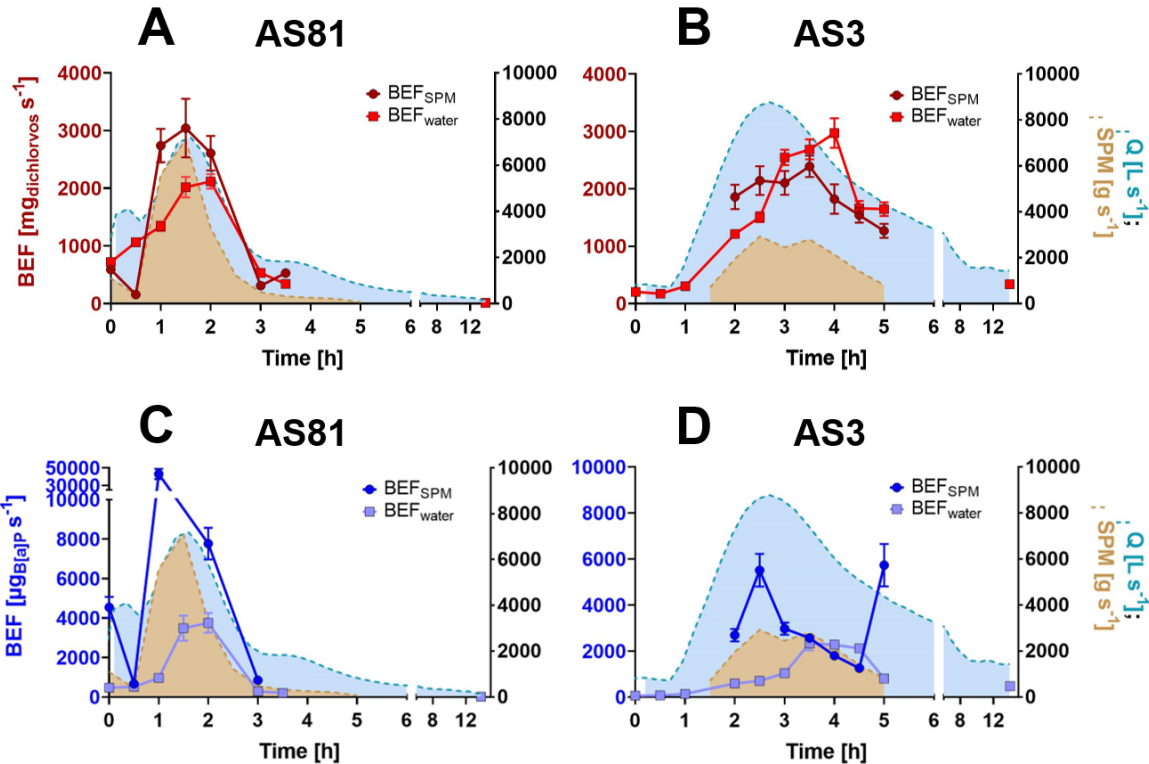 A AS81
B AS3
BEF [mgdichlorvos s-1]
4000
3000
2000
1000
0
10000
8000
6000
4000
2000
0
BEFSPM
BEFwater
0 1 2 3 4 5 6 8 12
Time [h]
4000
3000
2000
1000
0
10000
8000
6000
4000
2000
0
BEFSPM
BEFwater
0 1 2 3 4 5 6 8 12
Time [h]
Q [L s-1];
SPM [g s-1]
C AS81
D AS3
BEF [µgB[a]P s-1]
50000
30000
10000
8000
6000
4000
2000
0
10000
8000
6000
4000
2000
0
BEFSPM
BEFwater
0 1 2 3 4 5 6 8 12
Time [h]
10000
8000
6000
4000
2000
0
10000
8000
6000
4000
2000
0
BEFSPM
BEFwater
0 1 2 3 4 5 6 8 12
Time [h]
Q [L s-1];
SPM [g s-1]